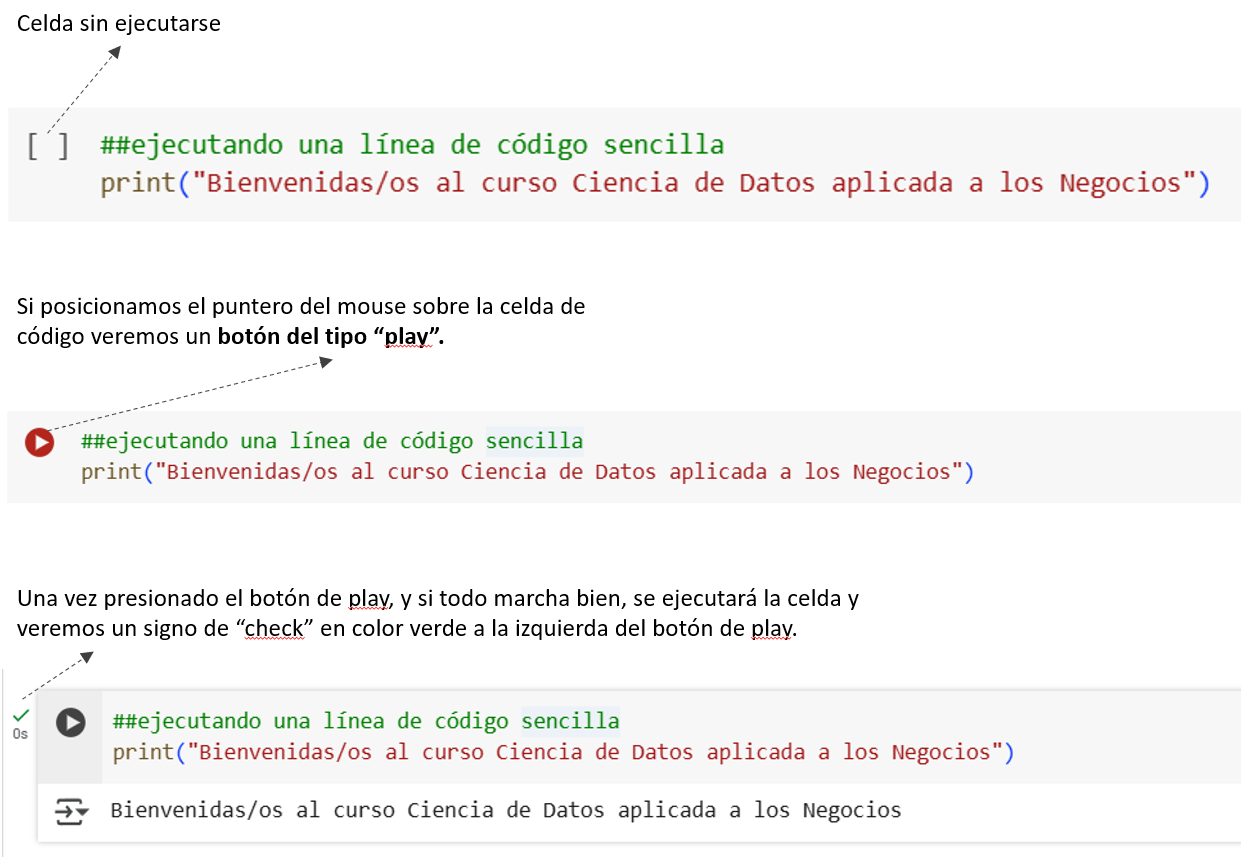 Celda sin ejecutarse
[ ] ##ejecutando una línea de código sencilla
print("Bienvenidas/os al curso Ciencia de Datos aplicada a los Negocios")
Si posicionamos el puntero del mouse sobre la celda de
código veremos un botón del tipo “play”.
##ejecutando una línea de código sencilla
print("Bienvenidas/os al curso Ciencia de Datos aplicada a los Negocios")
Una vez presionado el botón de play, y si todo marcha bien, se ejecutará la celda y
veremos un signo de “check” en color verde a la izquierda del botón de play.
##ejecutando una línea de código sencilla
0s
print("Bienvenidas/os al curso Ciencia de Datos aplicada a los Negocios")
Bienvenidas/os al curso Ciencia de Datos aplicada a los Negocios